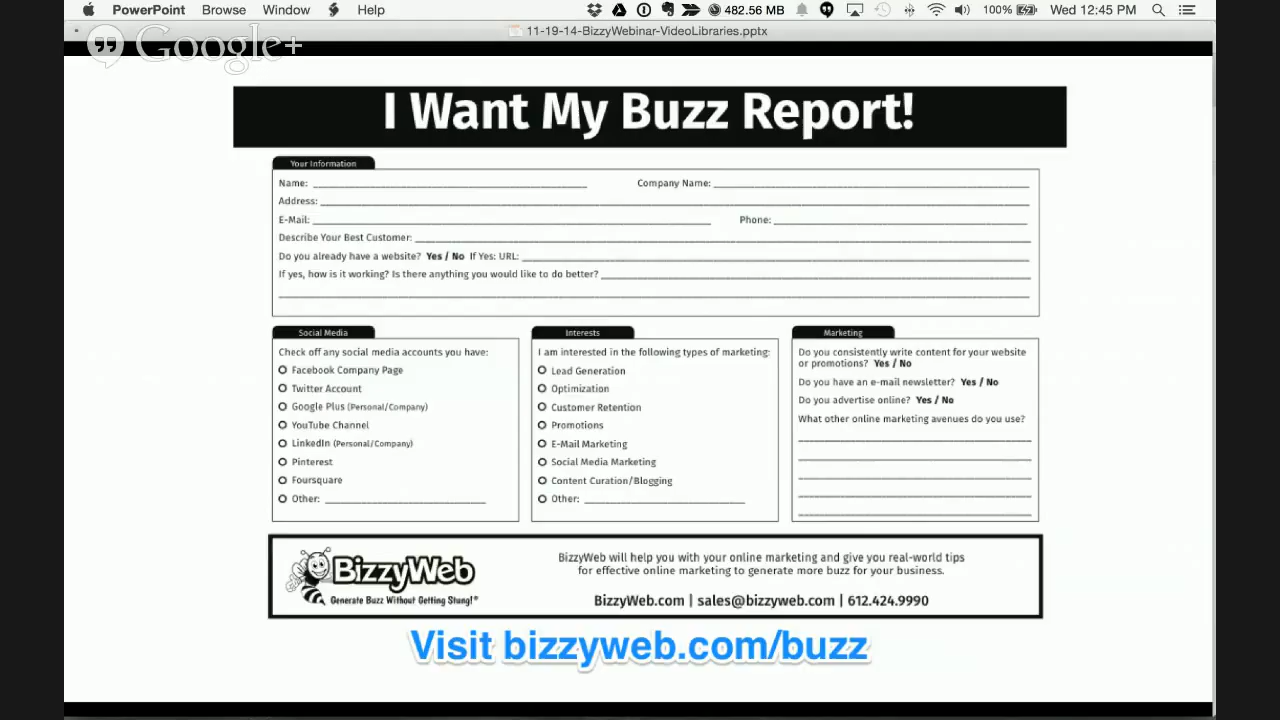 PowerPoint Browse Window Help 482.56 MB 100% Wed 12:45 PM
11-19-14-BizzyWebinar-VideoLibraries.pptx
Google+
I Want My Buzz Report!
Your Information
Name: Company Name:
Address:
E-Mail: Phone:
Describe Your Best Customer:
Do you already have a website? Yes / No If Yes: URL:
If yes, how is it working? Is there anything you would like to do better?
Social Media
Check off any social media accounts you have:
Facebook Company Page
Twitter Account
Google Plus (Personal/Company)
YouTube Channel
LinkedIn (Personal/Company)
Pinterest
Foursquare
Other:
Interests
I am interested in the following types of marketing:
Lead Generation
Optimization
Customer Retention
Promotions
E-Mail Marketing
Social Media Marketing
Content Curation/Blogging
Other:
Marketing
Do you consistently write content for your website
or promotions? Yes / No
Do you have an e-mail newsletter? Yes / No
Do you advertise online? Yes / No
What other online marketing avenues do you use?
BizzyWeb
Generate Buzz Without Getting Stung!®
BizzyWeb will help you with your online marketing and give you real-world tips
for effective online marketing to generate more buzz for your business.
BizzyWeb.com | sales@bizzyweb.com | 612.424.9990
Visit bizzyweb.com/buzz